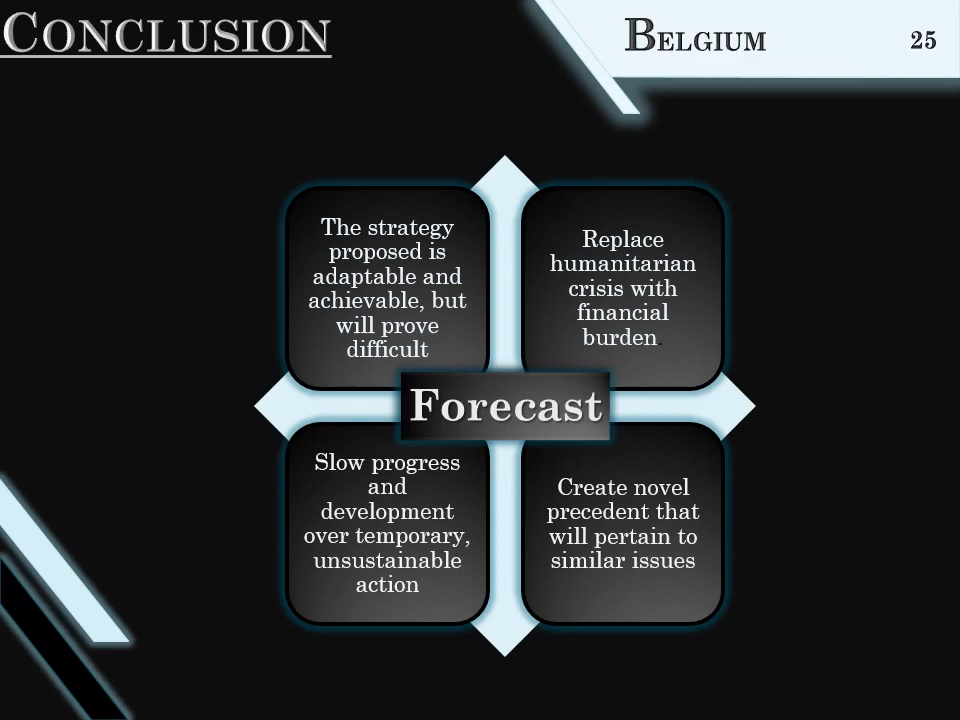 CONCLUSION
BELGIUM
25
The strategy
proposed is
adaptable and
achievable, but
will prove
difficult
Replace
humanitarian
crisis with
financial
burden.
Forecast
Slow progress
and
development
over temporary,
unsustainable
action
Create novel
precedent that
will pertain to
similar issues